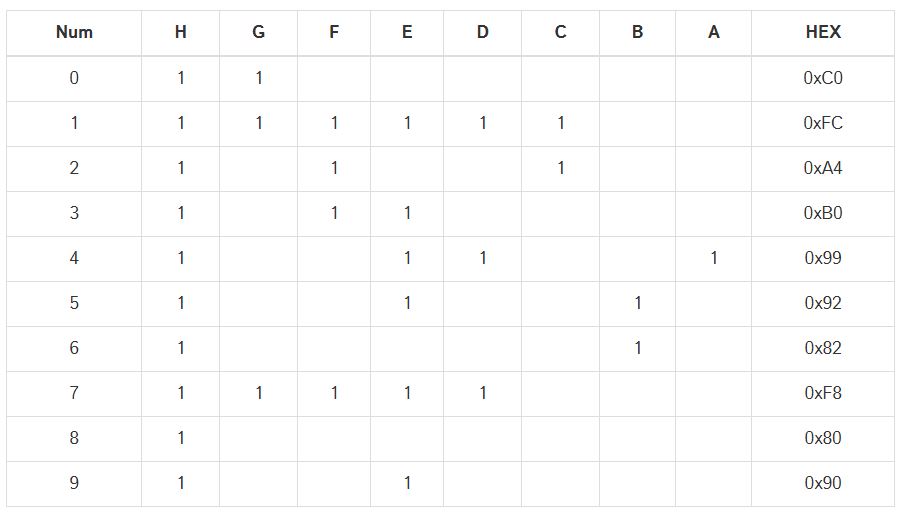 Num H G F E D C B A HEX
0 1 1 0xC0
1 1 1 1 1 1 1 0xFC
2 1 1 1 0xA4
3 1 1 1 0xB0
4 1 1 1 1 0x99
5 1 1 1 0x92
6 1 1 0x82
7 1 1 1 1 1 0xF8
8 1 0x80
9 1 1 0x90